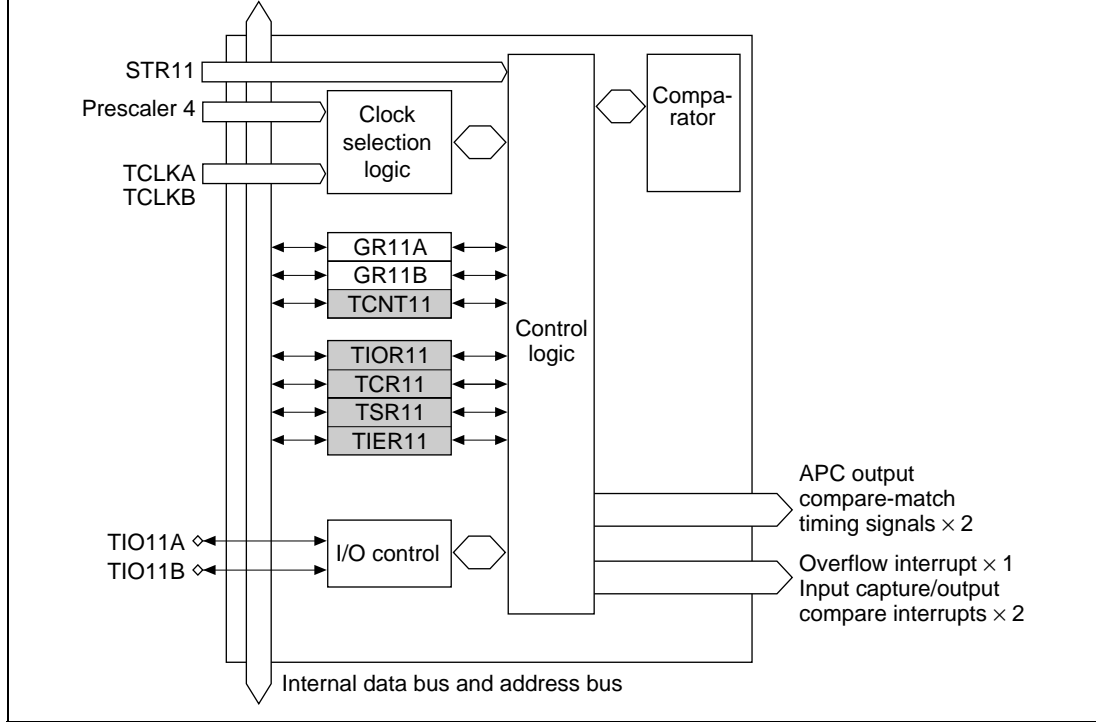 STR11
Prescaler 4
TCLKA
TCLKB
Clock
selection
logic
Compa-
rator
GR11A
GR11B
TCNT11
TIOR11
TCR11
TSR11
TIER11
Control
logic
TIO11A
TIO11B
I/O control
APC output
compare-match
timing signals × 2
Overflow interrupt × 1
Input capture/output
compare interrupts × 2
Internal data bus and address bus